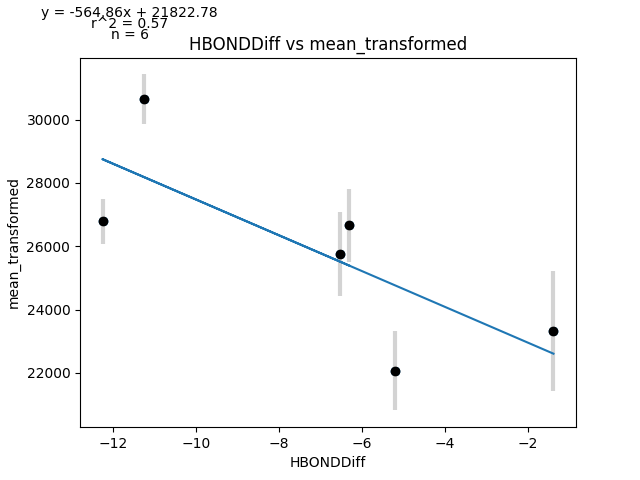 y = -564.86x + 21822.78
r^2 = 0.57
n = 6
HBONDDiff vs mean_transformed
mean_transformed
30000
28000
26000
24000
22000
−12
−10
−8
−6
−4
−2
HBONDDiff